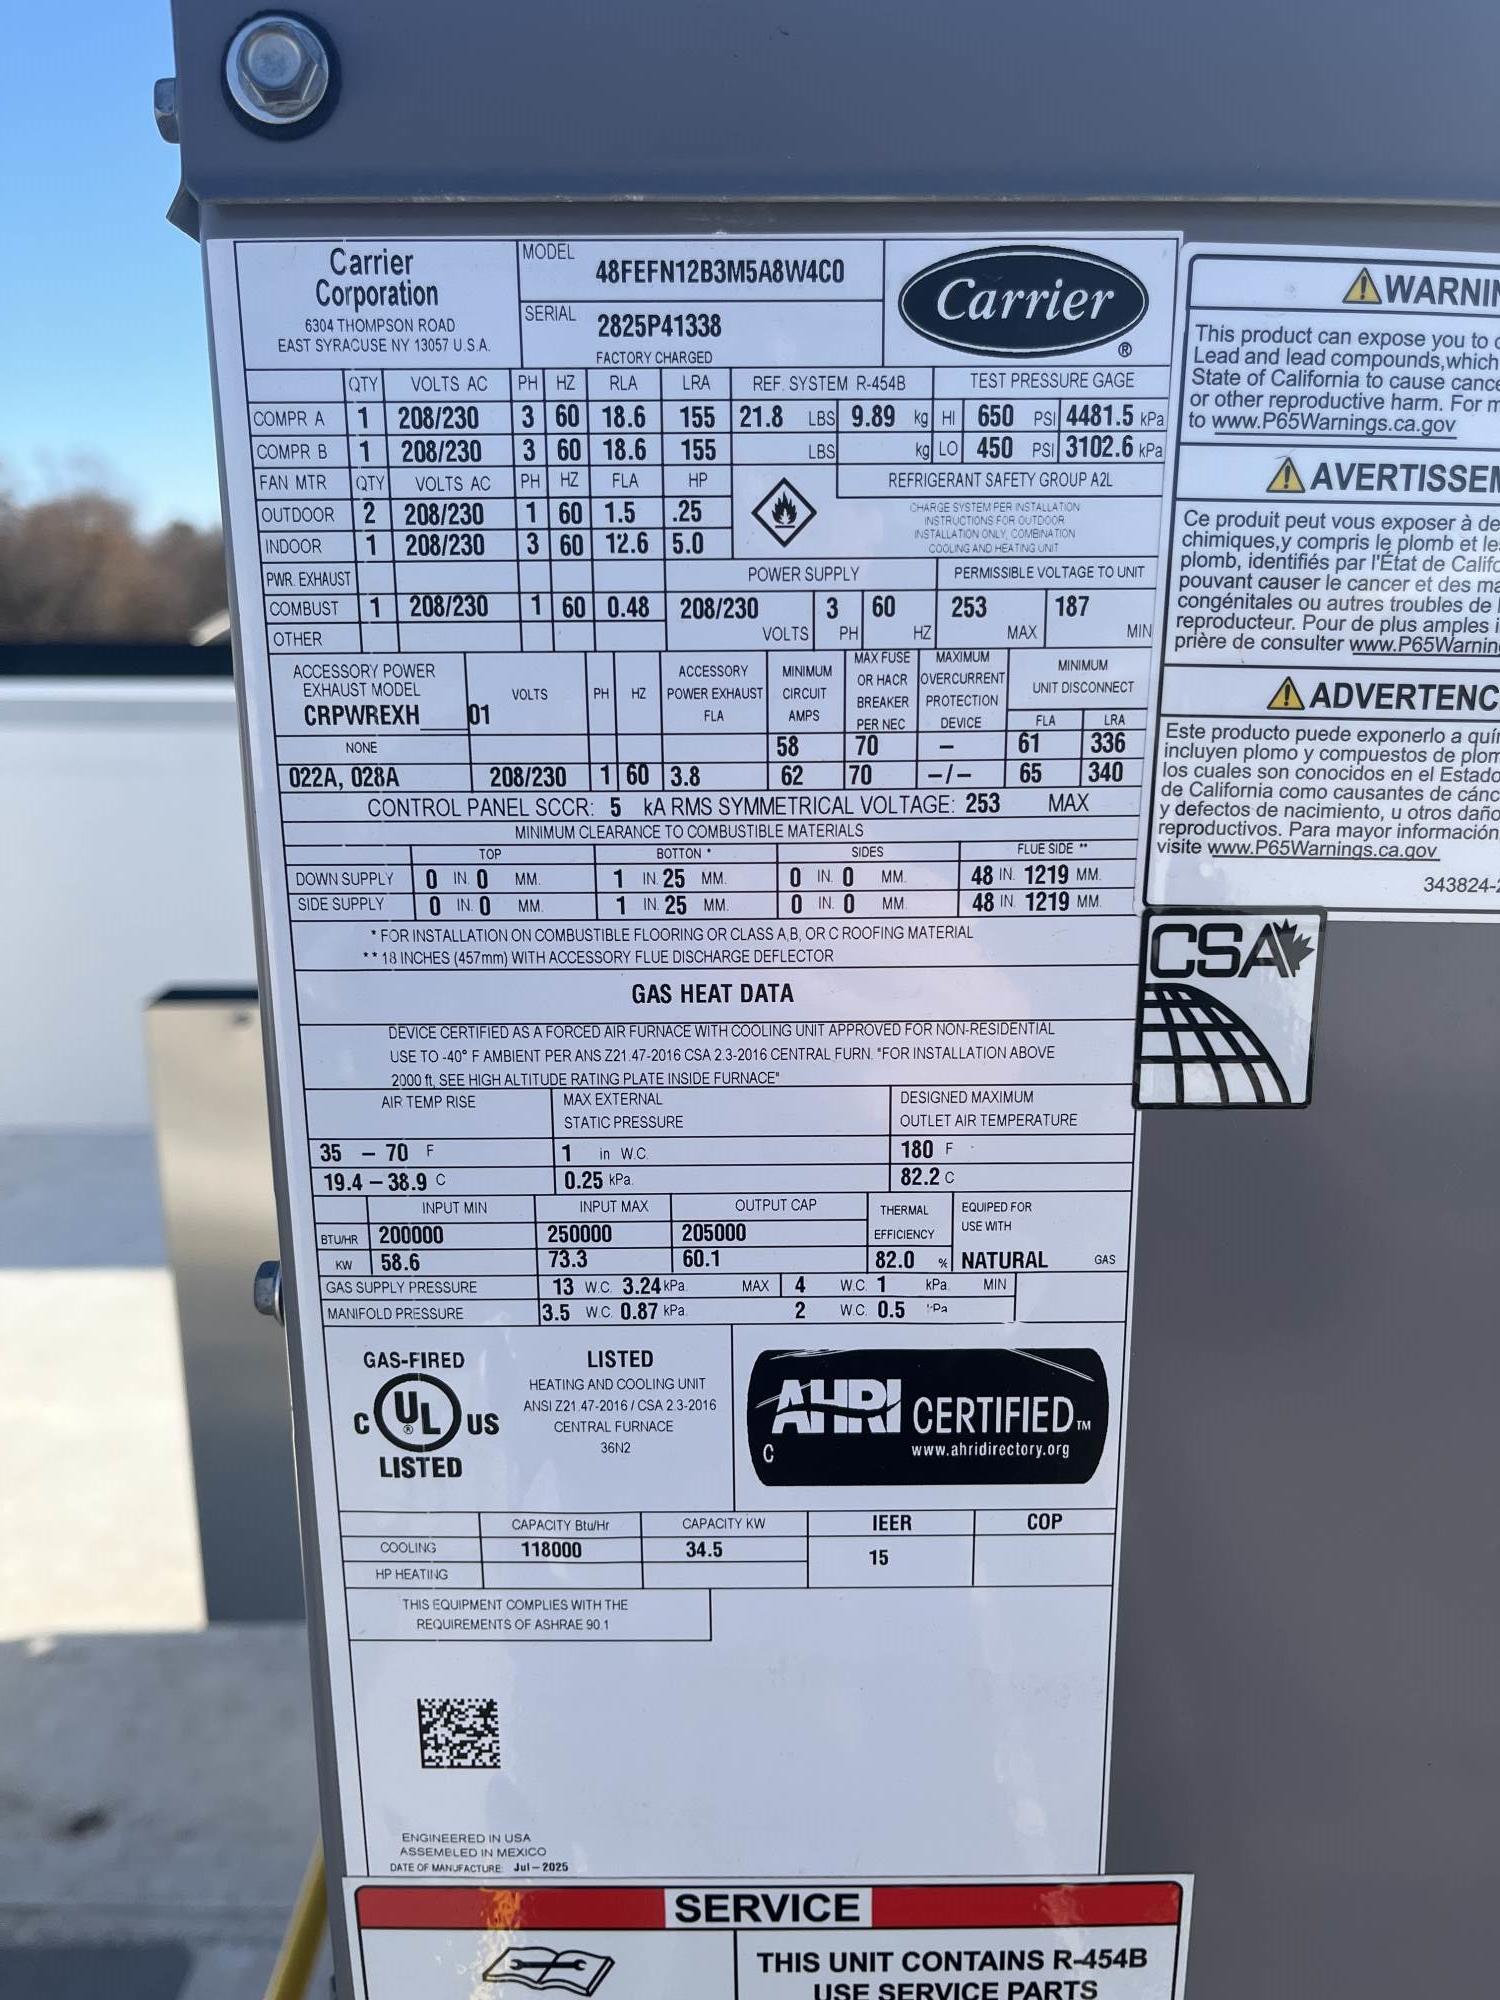 Carrier
Corporation
6304 THOMPSON ROAD
EAST SYRACUSE NY 13057 U.S.A.
MODEL 48FEFN12B3M5A8W4C0
SERIAL 2825P41338
FACTORY CHARGED
Carrier
®
QTY VOLTS AC PH HZ RLA LRA REF. SYSTEM R-454B TEST PRESSURE GAGE
COMPR A 1 208/230 3 60 18.6 155 21.8 LBS 9.89 kg HI 650 PSI 4481.5 kPa
COMPR B 1 208/230 3 60 18.6 155 LBS kg LO 450 PSI 3102.6 kPa
FAN MTR QTY VOLTS AC PH HZ FLA HP REFRIGERANT SAFETY GROUP A2L
OUTDOOR 2 208/230 1 60 1.5 .25
INDOOR 1 208/230 3 60 12.6 5.0
CHARGE SYSTEM PER INSTALLATION
INSTRUCTIONS FOR OUTDOOR
INSTALLATION ONLY, COMBINATION
COOLING AND HEATING UNIT
PWR. EXHAUST POWER SUPPLY PERMISSIBLE VOLTAGE TO UNIT
COMBUST 1 208/230 1 60 0.48 208/230 3 60 253 187
OTHER VOLTS PH HZ MAX MIN
ACCESSORY POWER
EXHAUST MODEL
CRPWREXH____01
VOLTS PH HZ
ACCESSORY
POWER EXHAUST
FLA
MINIMUM
CIRCUIT
AMPS
MAX FUSE
OR HACR
BREAKER
PER NEC
MAXIMUM
OVERCURRENT
PROTECTION
DEVICE
MINIMUM
UNIT DISCONNECT
FLA LRA
NONE 58 70 – 61 336
022A, 028A 208/230 1 60 3.8 62 70 –/– 65 340
CONTROL PANEL SCCR: 5 kA RMS SYMMETRICAL VOLTAGE: 253 MAX
MINIMUM CLEARANCE TO COMBUSTIBLE MATERIALS
TOP BOTTON * SIDES FLUE SIDE **
DOWN SUPPLY 0 IN. 0 MM. 1 IN. 25 MM. 0 IN. 0 MM. 48 IN. 1219 MM.
SIDE SUPPLY 0 IN. 0 MM. 1 IN. 25 MM. 0 IN. 0 MM. 48 IN. 1219 MM.
* FOR INSTALLATION ON COMBUSTIBLE FLOORING OR CLASS A,B, OR C ROOFING MATERIAL
** 18 INCHES (457mm) WITH ACCESSORY FLUE DISCHARGE DEFLECTOR
GAS HEAT DATA
DEVICE CERTIFIED AS A FORCED AIR FURNACE WITH COOLING UNIT APPROVED FOR NON-RESIDENTIAL
USE TO -40° F AMBIENT PER ANS Z21.47-2016 CSA 2.3-2016 CENTRAL FURN. "FOR INSTALLATION ABOVE
2000 ft, SEE HIGH ALTITUDE RATING PLATE INSIDE FURNACE"
AIR TEMP RISE
MAX EXTERNAL
STATIC PRESSURE
DESIGNED MAXIMUM
OUTLET AIR TEMPERATURE
35 – 70 F 1 in W.C. 180 F
19.4 – 38.9 C 0.25 kPa. 82.2 C
INPUT MIN INPUT MAX OUTPUT CAP
THERMAL
EFFICIENCY
EQUIPED FOR
USE WITH
BTU/HR 200000 250000 205000
KW 58.6 73.3 60.1 82.0 % NATURAL GAS
GAS SUPPLY PRESSURE 13 W.C. 3.24 kPa. MAX 4 W.C. 1 kPa. MIN
MANIFOLD PRESSURE 3.5 W.C. 0.87 kPa. 2 W.C. 0.5 kPa
GAS-FIRED
C UL ® US
LISTED
LISTED
HEATING AND COOLING UNIT
ANSI Z21.47-2016 / CSA 2.3-2016
CENTRAL FURNACE
36N2
AHRI CERTIFIED™
C www.ahridirectory.org
CAPACITY Btu/Hr CAPACITY KW IEER COP
COOLING 118000 34.5 15
HP HEATING
THIS EQUIPMENT COMPLIES WITH THE
REQUIREMENTS OF ASHRAE 90.1
ENGINEERED IN USA
ASSEMBLED IN MEXICO
DATE OF MANUFACTURE: Jul – 2025
SERVICE
THIS UNIT CONTAINS R-454B
USE SERVICE PARTS
WARNIN
This product can expose you to c
Lead and lead compounds,which
State of California to cause cance
or other reproductive harm. For m
to www.P65Warnings.ca.gov
AVERTISSEM
Ce produit peut vous exposer à de
chimiques,y compris le plomb et le
plomb, identifiés par l'État de Califo
pouvant causer le cancer et des ma
congénitales ou autres troubles de l
reproducteur. Pour de plus amples i
prière de consulter www.P65Warnin
ADVERTENC
Este producto puede exponerlo a quí
incluyen plomo y compuestos de plom
los cuales son conocidos en el Estado
de California como causantes de cánc
y defectos de nacimiento, u otros daño
reproductivos. Para mayor información
visite www.P65Warnings.ca.gov
343824-2
CSA